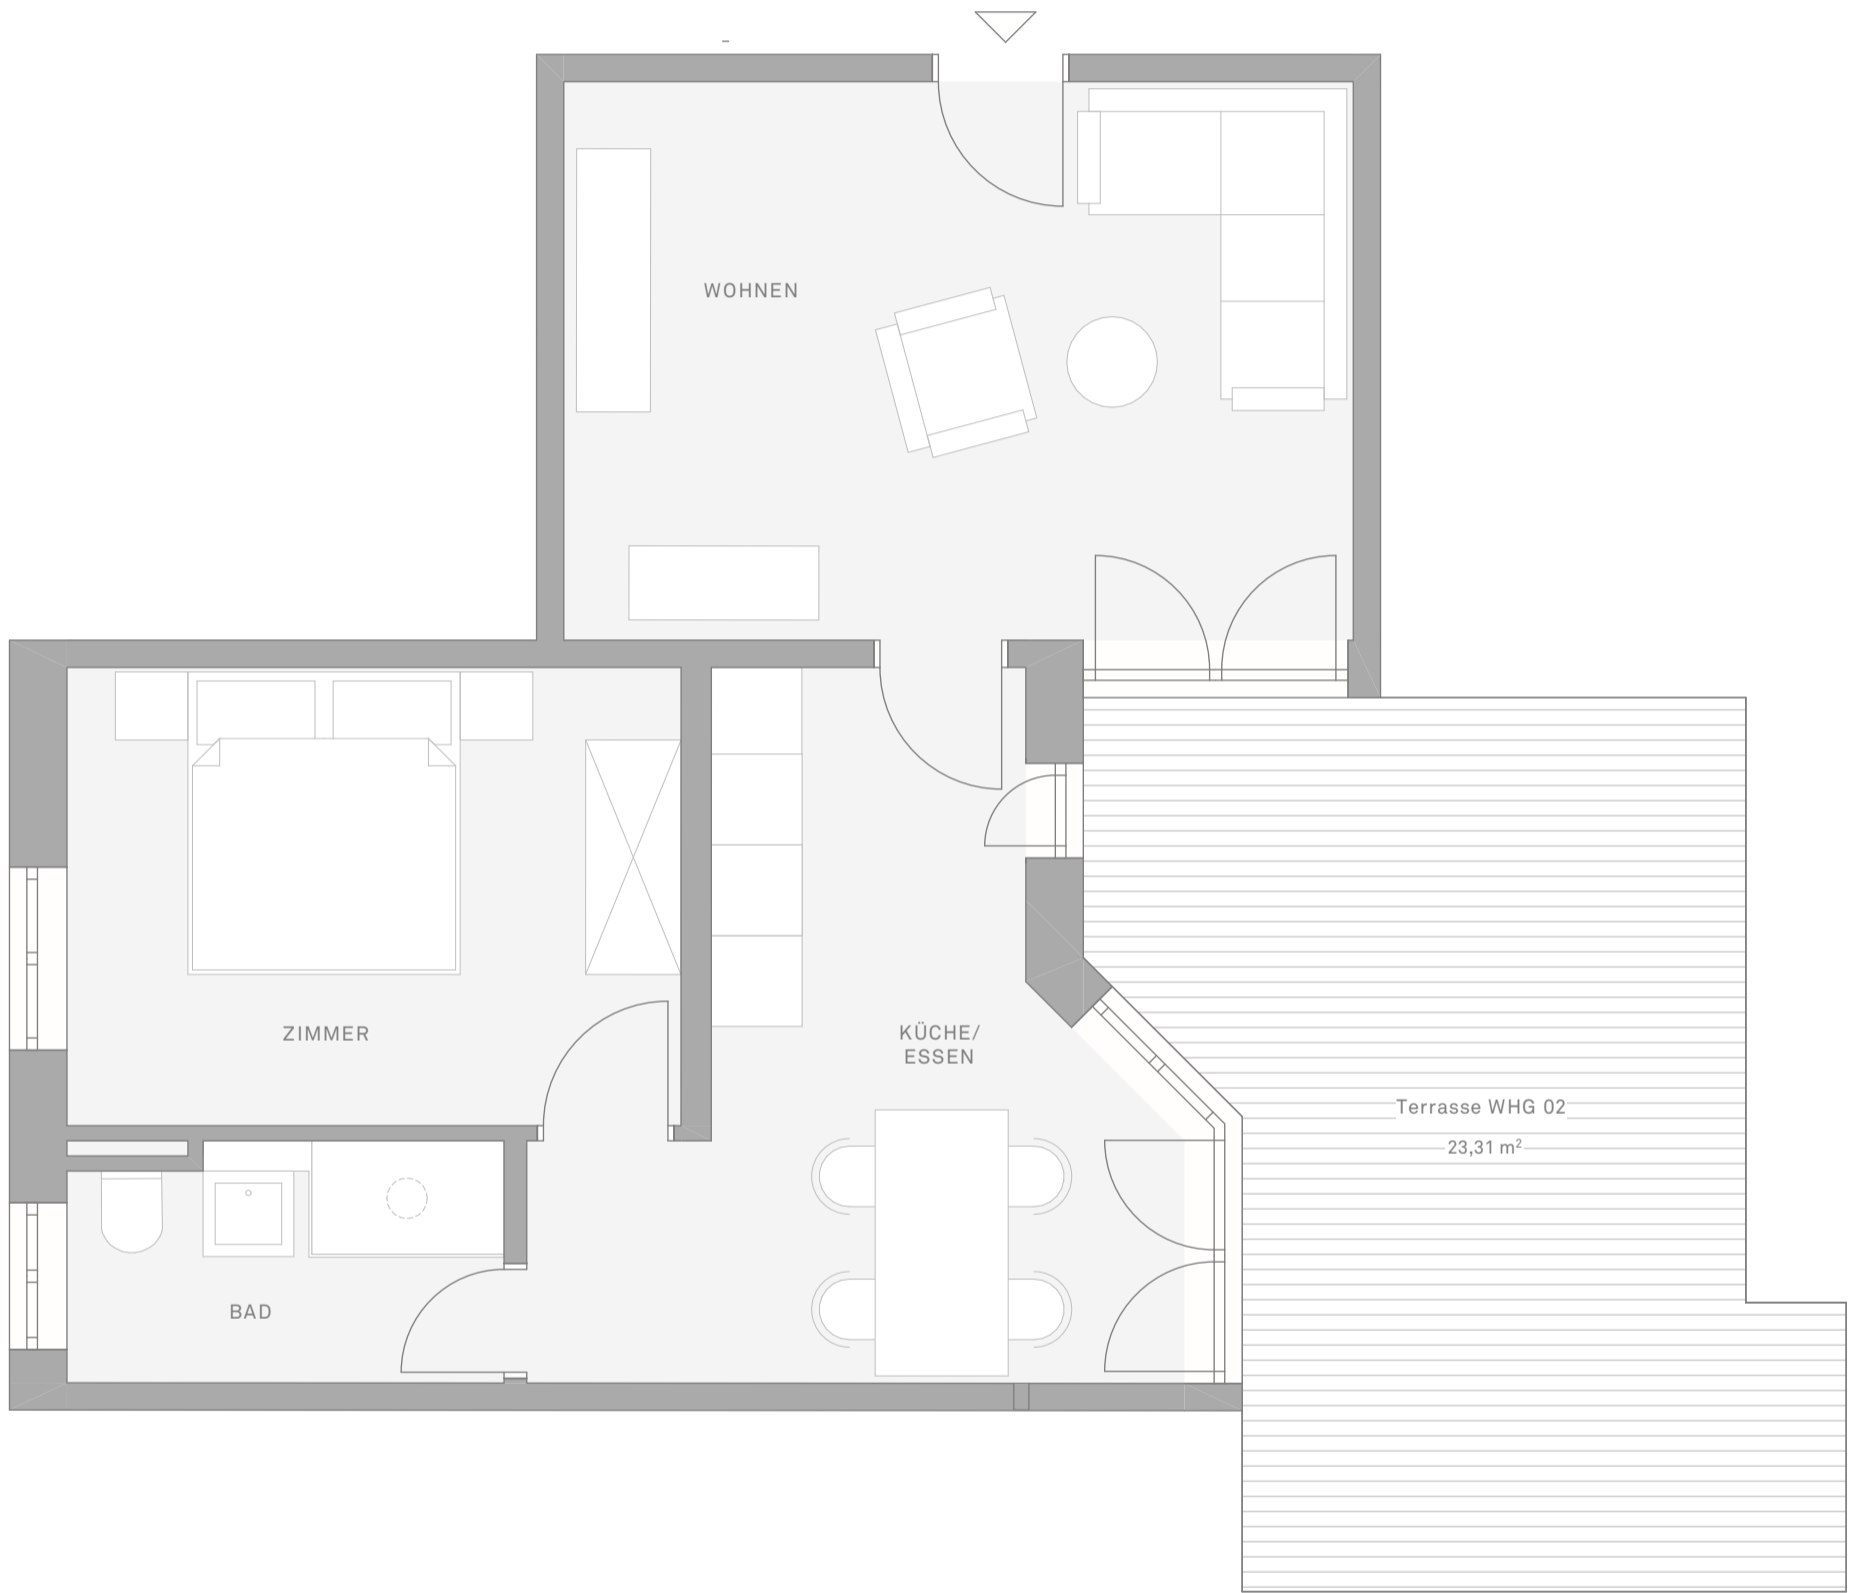 WOHNEN
ZIMMER
KÜCHE/
ESSEN
Terrasse WHG 02
23,31 m²
BAD